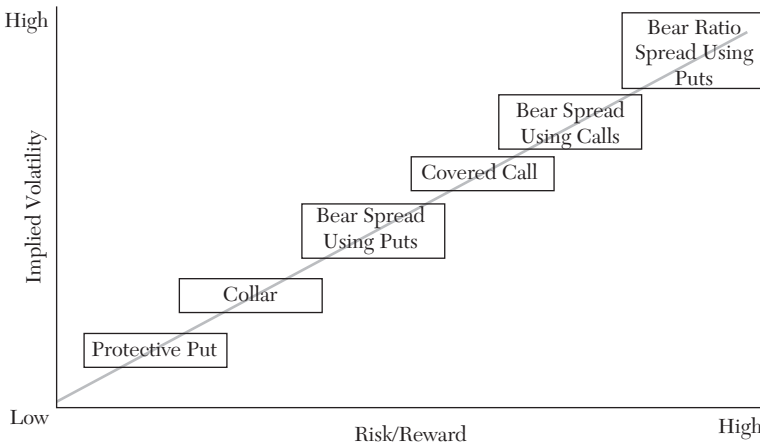 High
Bear Ratio
Spread Using
Puts
Bear Spread
Using Calls
Covered Call
Bear Spread
Using Puts
Collar
Protective Put
Implied Volatility
Low
Risk/Reward
High